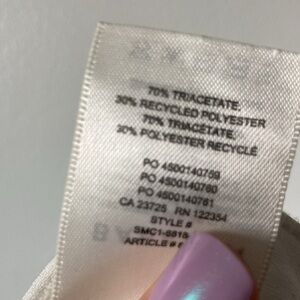 70% TRIACETATE.
30% RECYCLED POLYESTER
70% TRIACÉTATE.
30% POLYESTER RECYCLÉ
PO 4500140759
PO 4500140760
PO 4500140761
CA 23725 RN 122354
STYLE #
ARTICLE #